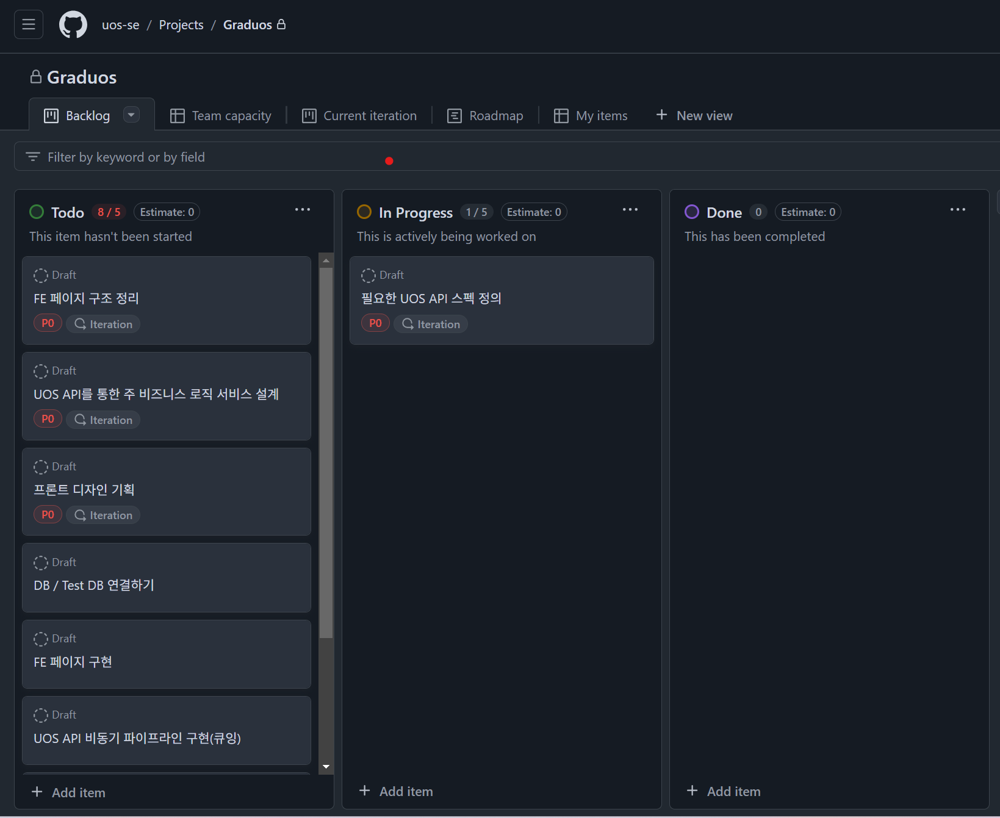 uos-se / Projects / Graduos
Graduos
Backlog
Team capacity
Current iteration
Roadmap
My items
+ New view
Filter by keyword or by field
Todo 8 / 5 Estimate: 0 ...
This item hasn't been started
Draft
FE 페이지 구조 정리
P0 Iteration
Draft
UOS API를 통한 주 비즈니스 로직 서비스 설계
P0 Iteration
Draft
프론트 디자인 기획
P0 Iteration
Draft
DB / Test DB 연결하기
Draft
FE 페이지 구현
Draft
UOS API 비동기 파이프라인 구현(큐잉)
+ Add item
In Progress 1 / 5 Estimate: 0 ...
This is actively being worked on
Draft
필요한 UOS API 스펙 정의
P0 Iteration
+ Add item
Done 0 Estimate: 0 ...
This has been completed
+ Add item